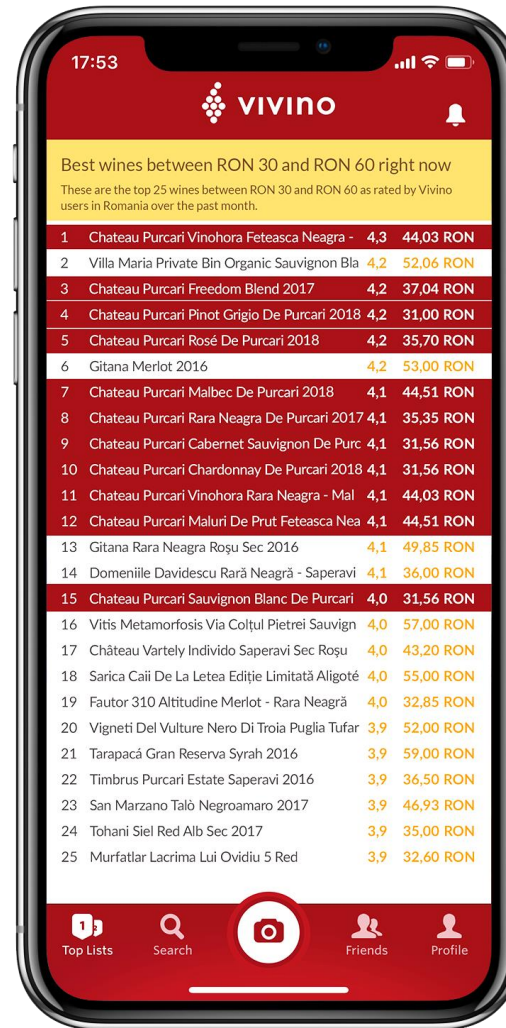 17:53
VIVINO
Best wines between RON 30 and RON 60 right now
These are the top 25 wines between RON 30 and RON 60 as rated by Vivino
users in Romania over the past month.
1 Chateau Purcari Vinohora Feteasca Neagra - 4,3 44,03 RON
2 Villa Maria Private Bin Organic Sauvignon Bla 4,2 52,06 RON
3 Chateau Purcari Freedom Blend 2017 4,2 37,04 RON
4 Chateau Purcari Pinot Grigio De Purcari 2018 4,2 31,00 RON
5 Chateau Purcari Rosé De Purcari 2018 4,2 35,70 RON
6 Gitana Merlot 2016 4,2 53,00 RON
7 Chateau Purcari Malbec De Purcari 2018 4,1 44,51 RON
8 Chateau Purcari Rara Neagra De Purcari 2017 4,1 35,35 RON
9 Chateau Purcari Cabernet Sauvignon De Purc 4,1 31,56 RON
10 Chateau Purcari Chardonnay De Purcari 2018 4,1 31,56 RON
11 Chateau Purcari Vinohora Rara Neagra - Mal 4,1 44,03 RON
12 Chateau Purcari Maluri De Prut Feteasca Nea 4,1 44,51 RON
13 Gitana Rara Neagra Roşu Sec 2016 4,1 49,85 RON
14 Domeniile Davidescu Rară Neagră - Saperavi 4,1 36,00 RON
15 Chateau Purcari Sauvignon Blanc De Purcari 4,0 31,56 RON
16 Vitis Metamorfosis Via Colțul Pietrei Sauvign 4,0 57,00 RON
17 Château Vartely Individo Saperavi Sec Roşu 4,0 43,20 RON
18 Sarica Caii De La Letea Ediție Limitată Aligoté 4,0 55,00 RON
19 Fautor 310 Altitudine Merlot - Rara Neagră 4,0 32,85 RON
20 Vigneti Del Vulture Nero Di Troia Puglia Tufar 3,9 52,00 RON
21 Tarapacá Gran Reserva Syrah 2016 3,9 59,00 RON
22 Timbrus Purcari Estate Saperavi 2016 3,9 36,50 RON
23 San Marzano Talò Negroamaro 2017 3,9 46,93 RON
24 Tohani Siel Red Alb Sec 2017 3,9 35,00 RON
25 Murfatlar Lacrima Lui Ovidiu 5 Red 3,9 32,60 RON
1 2
Top Lists Search Friends Profile